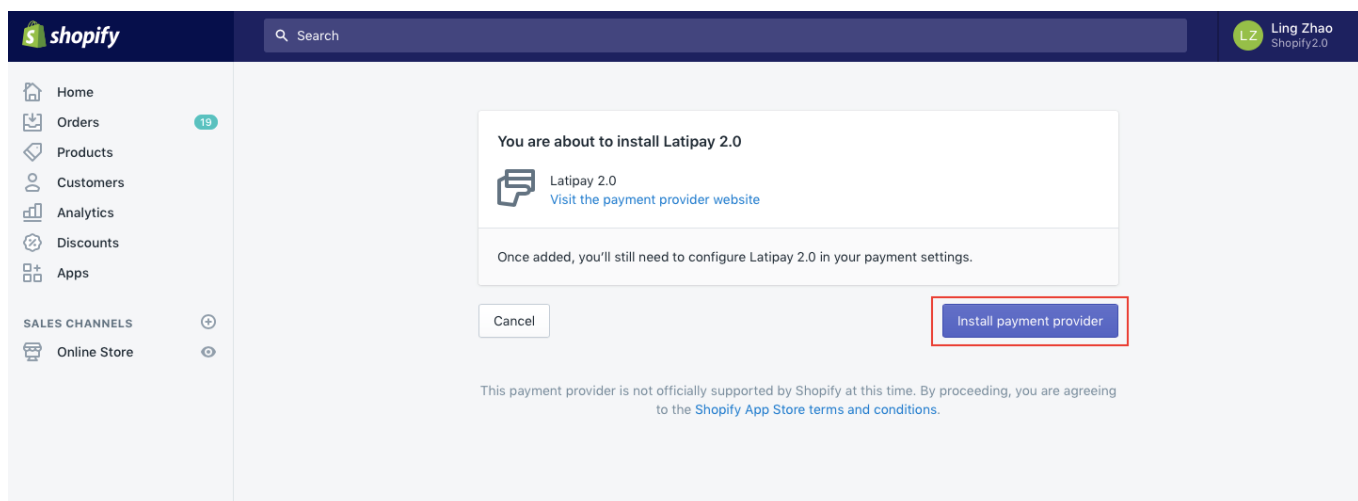 shopify
Search
LZ
Ling Zhao
Shopify2.0
Home
Orders 19
Products
Customers
Analytics
Discounts
Apps
SALES CHANNELS
Online Store
You are about to install Latipay 2.0
Latipay 2.0
Visit the payment provider website
Once added, you’ll still need to configure Latipay 2.0 in your payment settings.
Cancel
Install payment provider
This payment provider is not officially supported by Shopify at this time. By proceeding, you are agreeing
to the Shopify App Store terms and conditions.